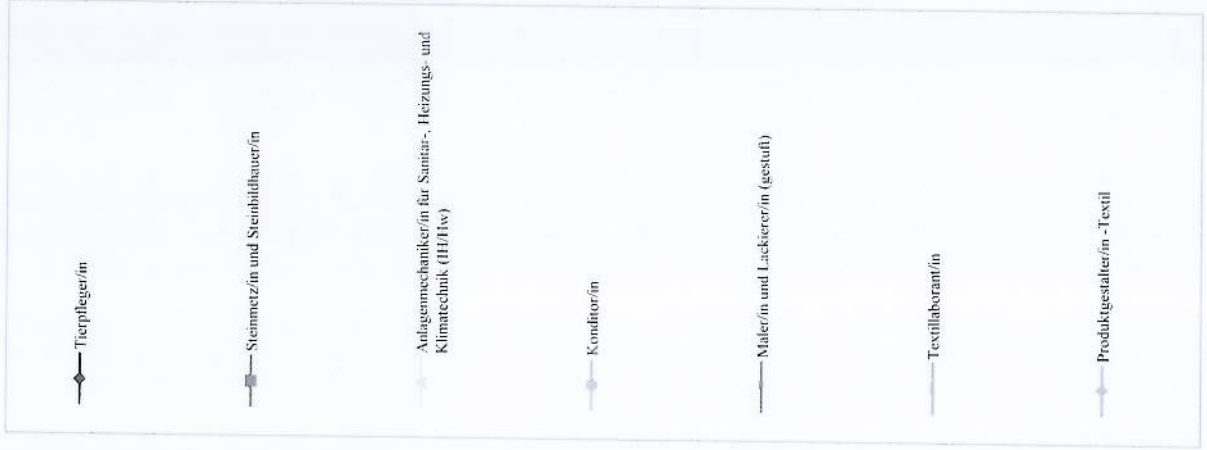 Tierpfleger/in
Steinmetz/in und Steinbildhauer/in
Anlagenmechaniker/in für Sanitär-, Heizungs- und
Klimatechnik (IH/Hw)
Konditor/in
Maler/in und Lackierer/in (gestuft)
Textillaborant/in
Produktgestalter/in -Textil